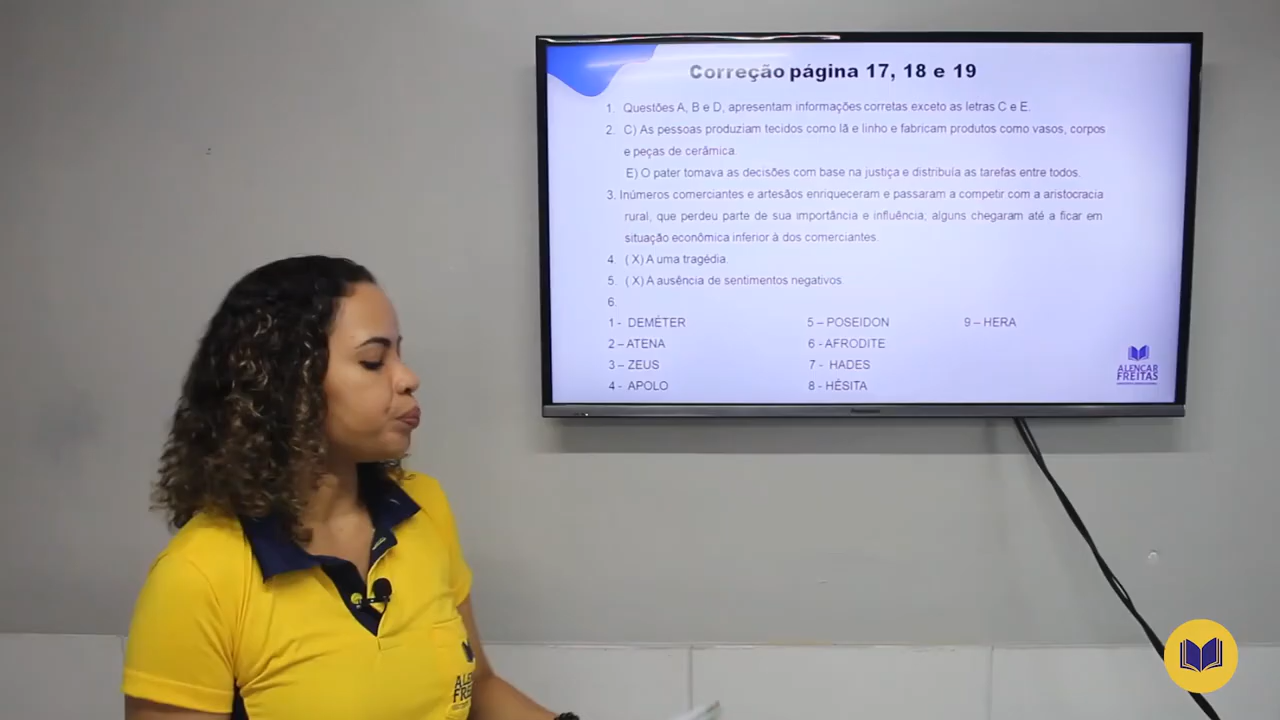 Correção página 17, 18 e 19
1. Questões A, B e D, apresentam informações corretas exceto as letras C e E.
2. C) As pessoas produziam tecidos como lã e linho e fabricam produtos como vasos, corpos
e peças de cerâmica.
E) O pater tomava as decisões com base na justiça e distribuía as tarefas entre todos.
3. Inúmeros comerciantes e artesãos enriqueceram e passaram a competir com a aristocracia
rural, que perdeu parte de sua importância e influência, alguns chegaram até a ficar em
situação econômica inferior à dos comerciantes.
4. ( X) A uma tragédia.
5. ( X) A ausência de sentimentos negativos
6.
1 - DEMÉTER 5 – POSEIDON 9 – HERA
2 – ATENA 6 - AFRODITE
3 – ZEUS 7 - HADES
4 - APOLO 8 - HÉSITA
ALENCAR
FREITAS
ALENCAR